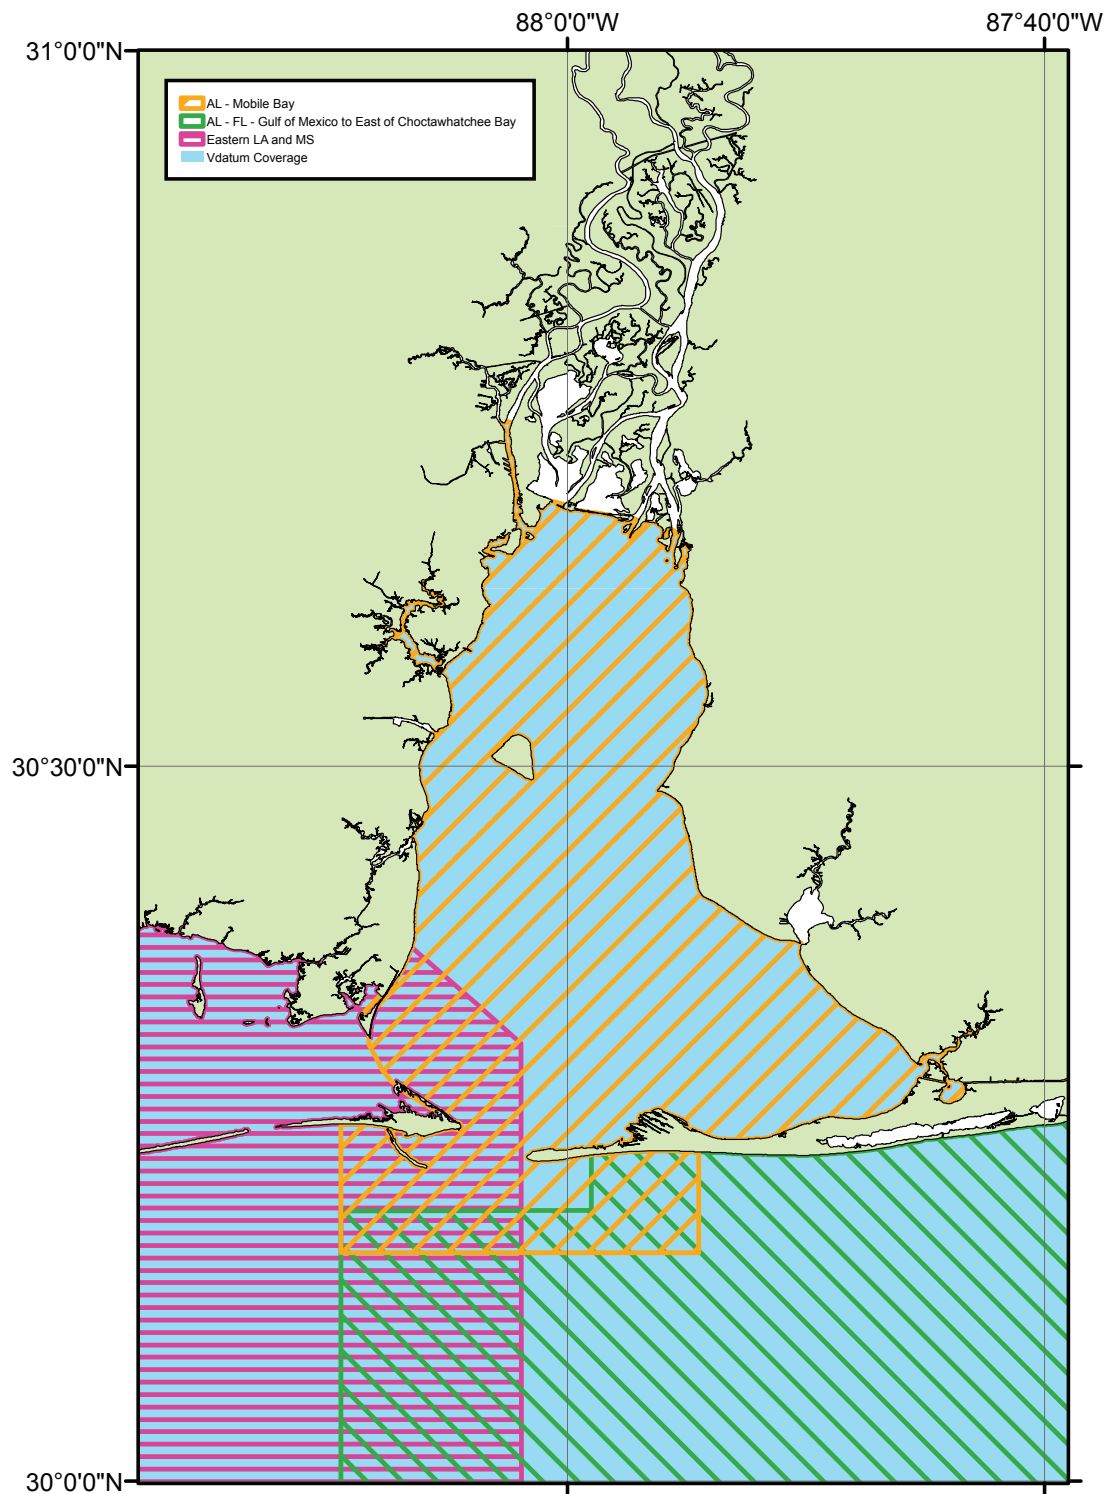 88°0'0"W
87°40'0"W
31°0'0"N
AL - Mobile Bay
AL - FL - Gulf of Mexico to East of Choctawhatchee Bay
Eastern LA and MS
Vdatum Coverage
30°30'0"N
30°0'0"N